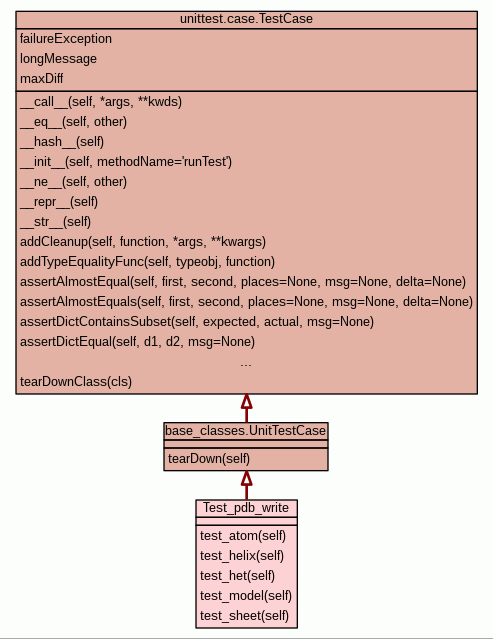 unittest.case.TestCase
failureException
longMessage
maxDiff
__call__(self, *args, **kwds)
__eq__(self, other)
__hash__(self)
__init__(self, methodName='runTest')
__ne__(self, other)
__repr__(self)
__str__(self)
addCleanup(self, function, *args, **kwargs)
addTypeEqualityFunc(self, typeobj, function)
assertAlmostEqual(self, first, second, places=None, msg=None, delta=None)
assertAlmostEquals(self, first, second, places=None, msg=None, delta=None)
assertDictContainsSubset(self, expected, actual, msg=None)
assertDictEqual(self, d1, d2, msg=None)
...
tearDownClass(cls)
base_classes.UnitTestCase
tearDown(self)
Test_pdb_write
test_atom(self)
test_helix(self)
test_het(self)
test_model(self)
test_sheet(self)